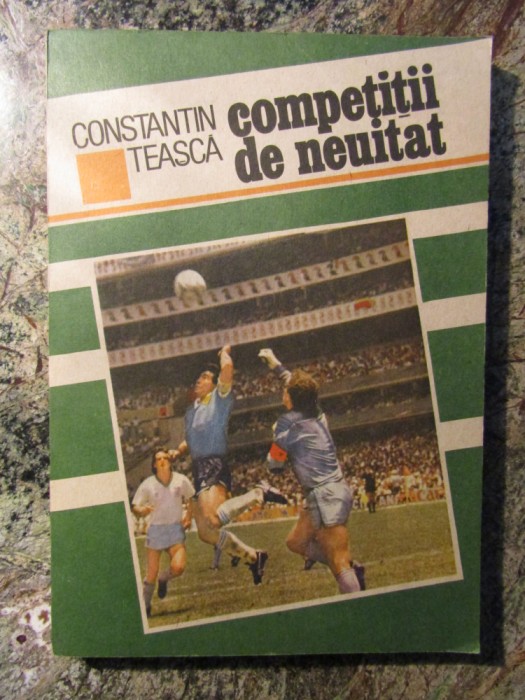 CONSTANTIN
TEASCĂ
competiții
de neuitat